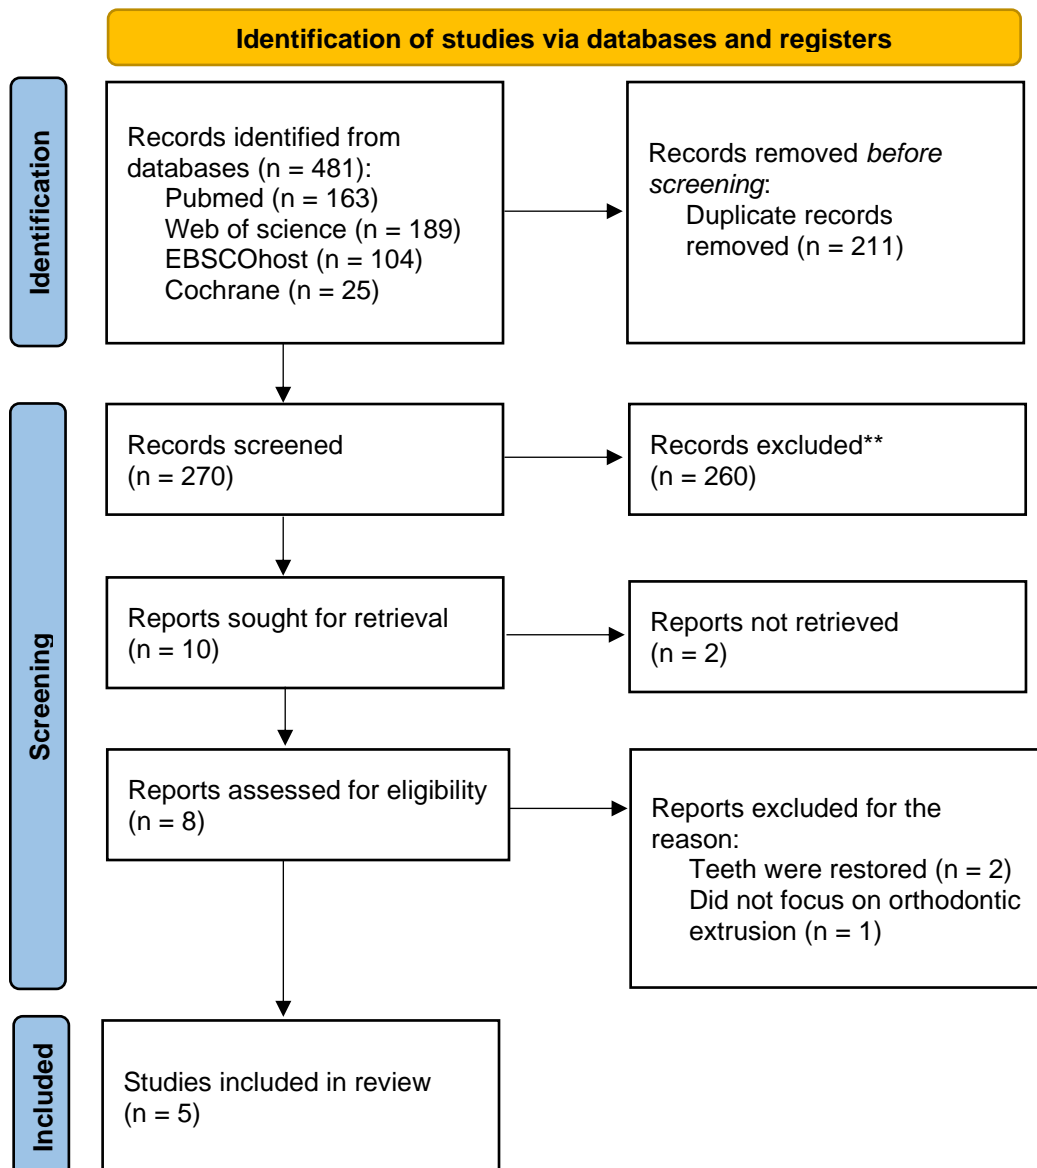 Identification of studies via databases and registers
Identification
Records identified from
databases (n = 481):
Pubmed (n = 163)
Web of science (n = 189)
EBSCOhost (n = 104)
Cochrane (n = 25)
Records removed before
screening:
Duplicate records
removed (n = 211)
Screening
Records screened
(n = 270)
Records excluded**
(n = 260)
Reports sought for retrieval
(n = 10)
Reports not retrieved
(n = 2)
Reports assessed for eligibility
(n = 8)
Reports excluded for the
reason:
Teeth were restored (n = 2)
Did not focus on orthodontic
extrusion (n = 1)
Included
Studies included in review
(n = 5)